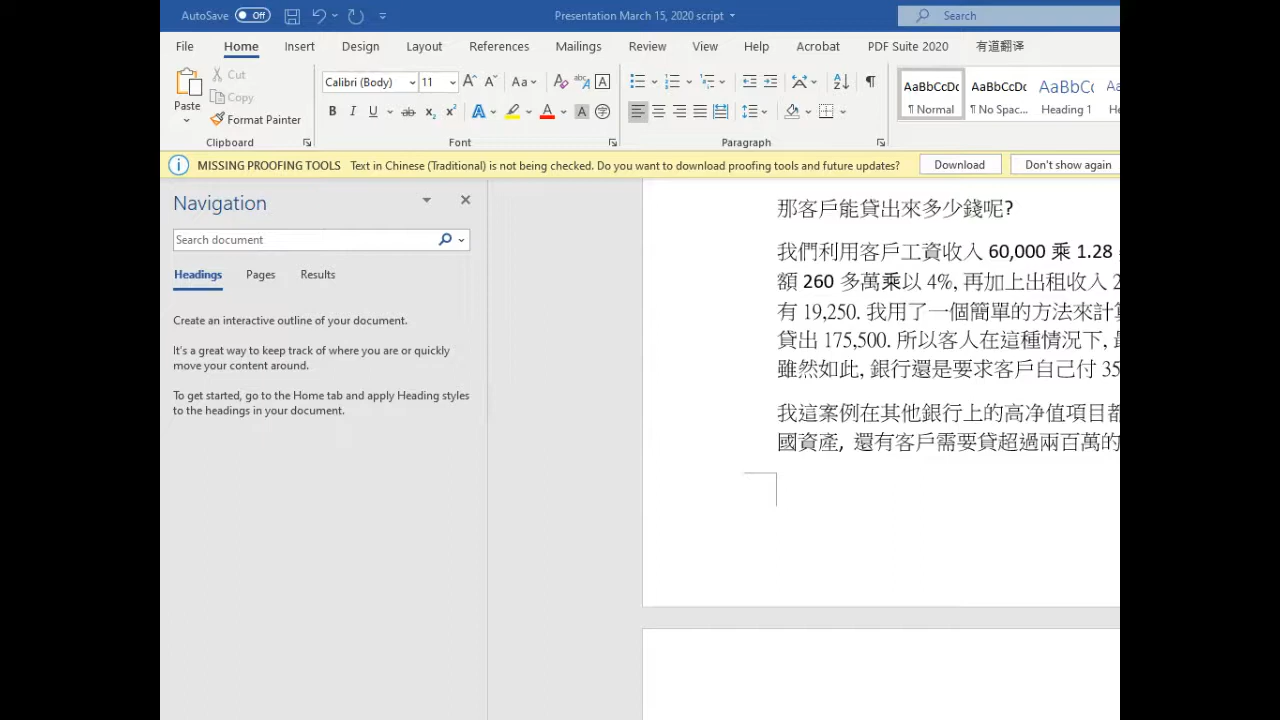 AutoSave Off Presentation March 15, 2020 script Search
File Home Insert Design Layout References Mailings Review View Help Acrobat PDF Suite 2020 有道翻译
Paste Cut Copy Format Painter
Calibri (Body) 11
AaBbCcDc AaBbCcDc AaBbC
¶ Normal ¶ No Spac... Heading 1
Clipboard Font Paragraph
MISSING PROOFING TOOLS Text in Chinese (Traditional) is not being checked. Do you want to download proofing tools and future updates? Download Don't show again
Navigation
Search document
Headings Pages Results
Create an interactive outline of your document.
It's a great way to keep track of where you are or quickly
move your content around.
To get started, go to the Home tab and apply Heading styles
to the headings in your document.
那客戶能貸出來多少錢呢?
我們利用客戶工資收入 60,000 乘 1.28
額 260 多萬乘以 4%, 再加上出租收入 2
有 19,250. 我用了一個簡單的方法來計算
貸出 175,500. 所以客人在這種情況下,
雖然如此, 銀行還是要求客戶自己付 35
我這案例在其他銀行上的高净值項目都
國資產, 還有客戶需要貸超過兩百萬的